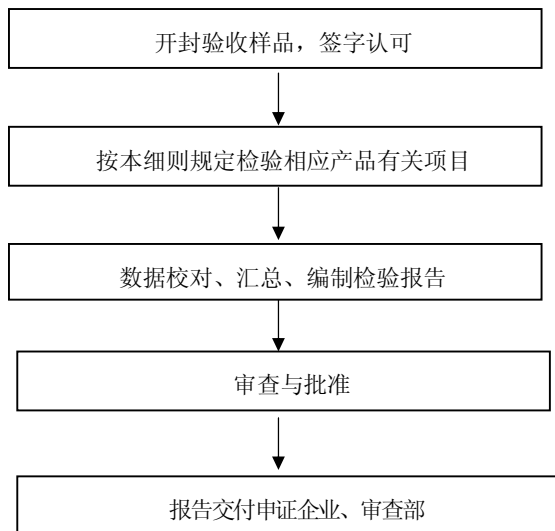 开封验收样品，签字认可
按本细则规定检验相应产品有关项目
数据校对、汇总、编制检验报告
审查与批准
报告交付申证企业、审查部